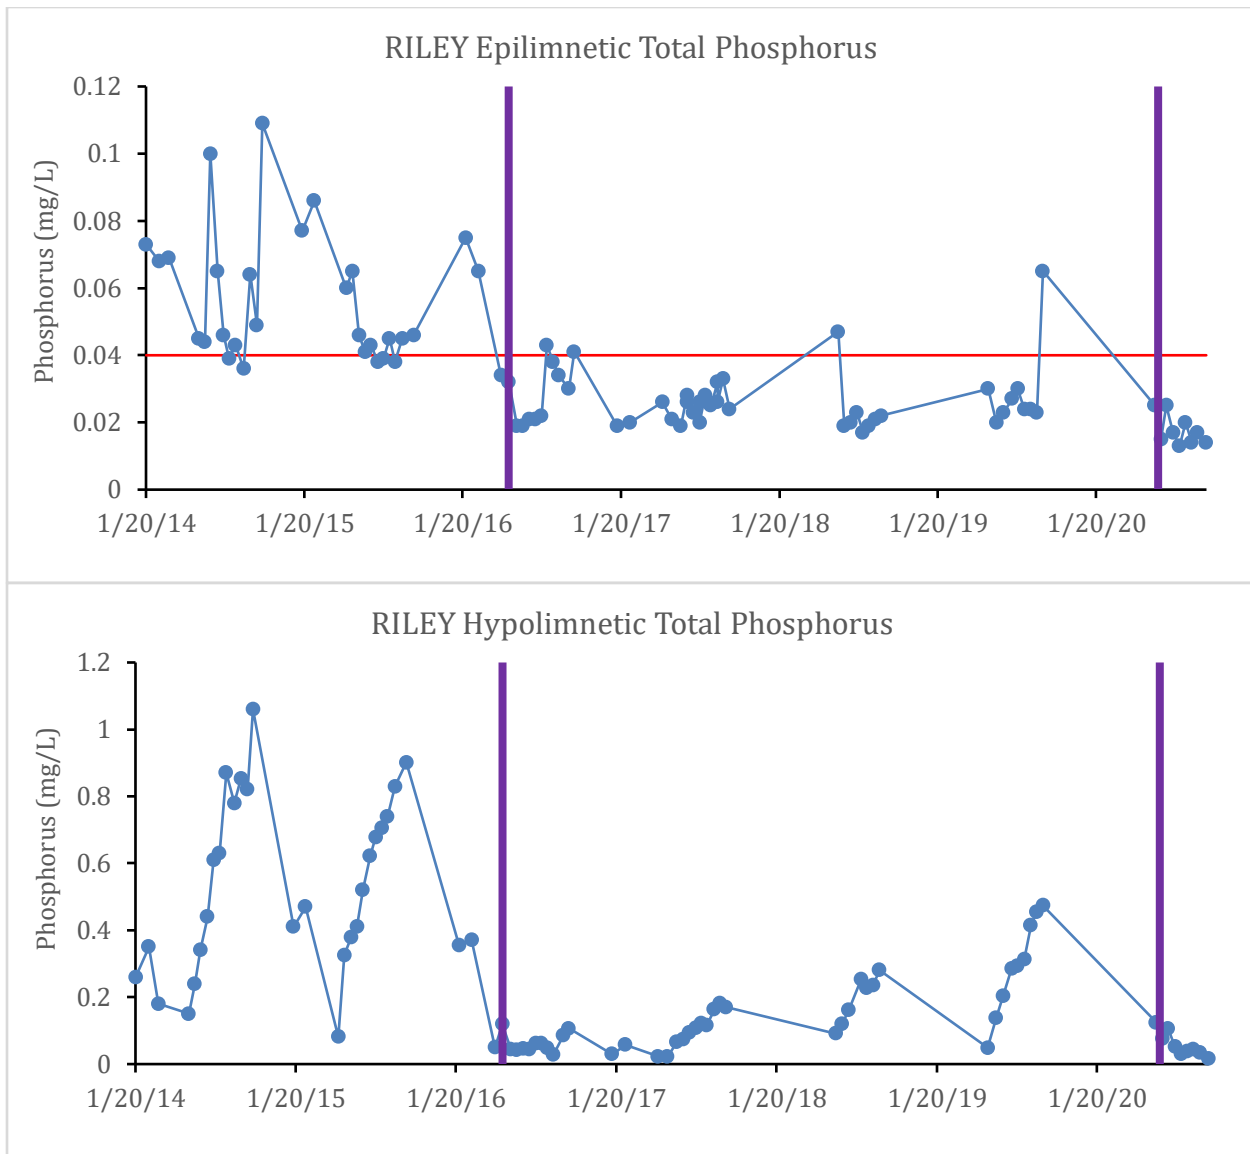 RILEY Epilimnetic Total Phosphorus
Phosphorus (mg/L)
0.12
0.1
0.08
0.06
0.04
0.02
0
1/20/14 1/20/15 1/20/16 1/20/17 1/20/18 1/20/19 1/20/20
RILEY Hypolimnetic Total Phosphorus
Phosphorus (mg/L)
1.2
1
0.8
0.6
0.4
0.2
0
1/20/14 1/20/15 1/20/16 1/20/17 1/20/18 1/20/19 1/20/20